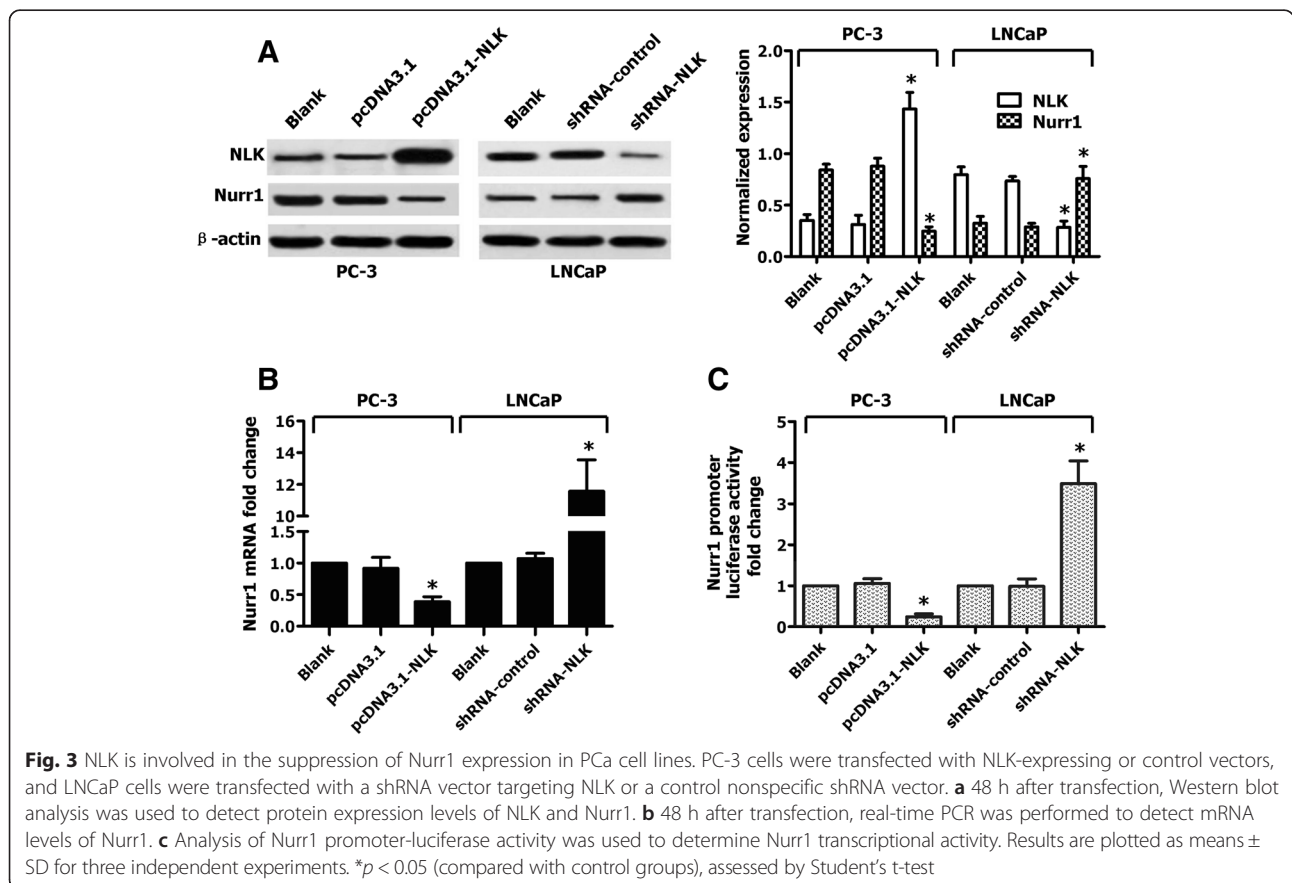 A
Blank
pcDNA3.1
pcDNA3.1-NLK
Blank
shRNA-control
shRNA-NLK
NLK
Nurr1
β-actin
PC-3
LNCaP
PC-3
LNCaP
Normalized expression
2.0
1.5
1.0
0.5
0.0
*
*
*
*
NLK
Nurr1
Blank
pcDNA3.1
pcDNA3.1-NLK
Blank
shRNA-control
shRNA-NLK
B
PC-3
LNCaP
Nurr1 mRNA fold change
16
14
12
10
1.5
1.0
0.5
0.0
*
*
Blank
pcDNA3.1
pcDNA3.1-NLK
Blank
shRNA-control
shRNA-NLK
C
PC-3
LNCaP
Nurr1 promoter
luciferase activity
fold change
5
4
3
2
1
0
*
*
Blank
pcDNA3.1
pcDNA3.1-NLK
Blank
shRNA-control
shRNA-NLK
Fig. 3 NLK is involved in the suppression of Nurr1 expression in PCa cell lines. PC-3 cells were transfected with NLK-expressing or control vectors,
and LNCaP cells were transfected with a shRNA vector targeting NLK or a control nonspecific shRNA vector. a 48 h after transfection, Western blot
analysis was used to detect protein expression levels of NLK and Nurr1. b 48 h after transfection, real-time PCR was performed to detect mRNA
levels of Nurr1. c Analysis of Nurr1 promoter-luciferase activity was used to determine Nurr1 transcriptional activity. Results are plotted as means ±
SD for three independent experiments. *p < 0.05 (compared with control groups), assessed by Student's t-test